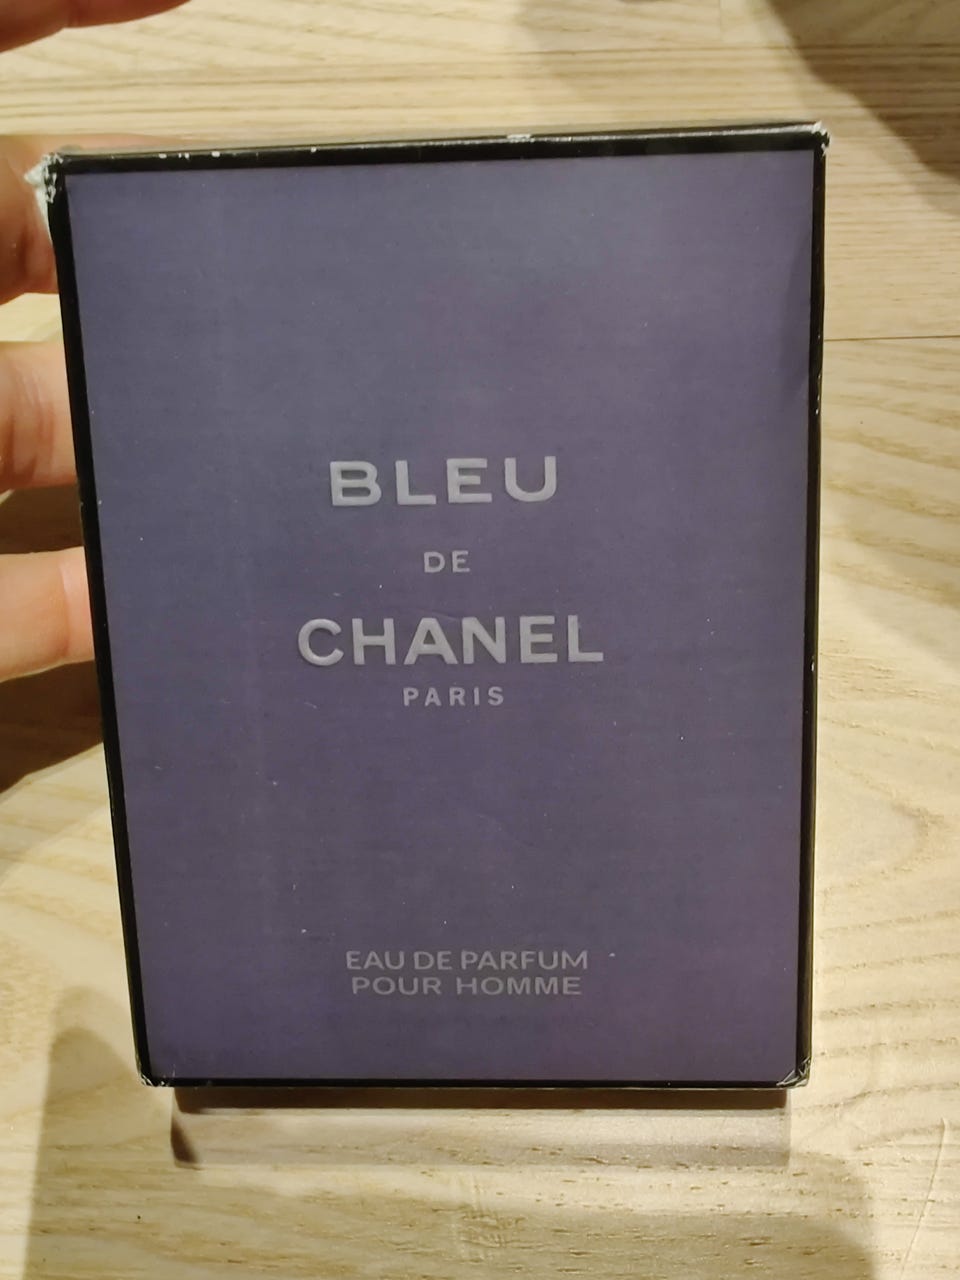 BLEU
DE
CHANEL
PARIS
EAU DE PARFUM
POUR HOMME